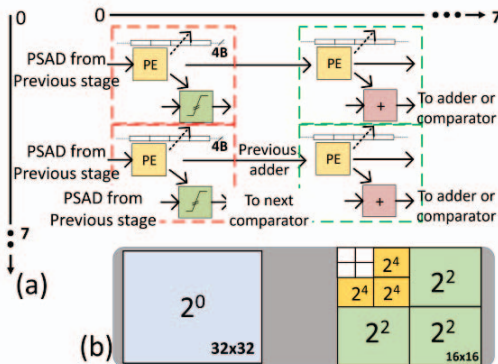 0
0
7
PSAD from
Previous stage
PE
4B
PE
+
To adder or
comparator
PSAD from
Previous stage
PE
4B
Previous
adder
PE
PSAD from
Previous stage
To next
comparator
+
To adder or
comparator
7
(a)
(b)
2^0
32x32
2^4
2^4
2^4
2^2
2^2
2^2
16x16